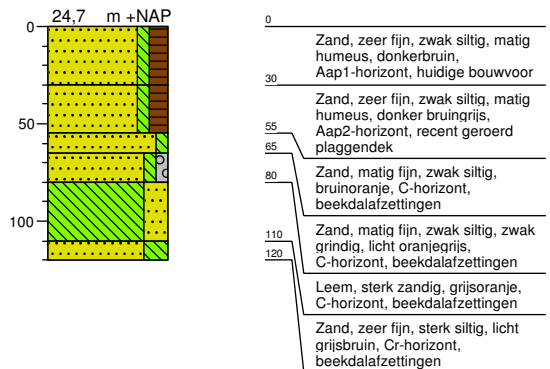 24,7 m +NAP
0
50
100
0
Zand, zeer fijn, zwak siltig, matig
humeus, donkerbruin,
Aap1-horizont, huidige bouwvoor
30
Zand, zeer fijn, zwak siltig, matig
humeus, donker bruingrijs,
Aap2-horizont, recent geroerd
plaggendek
55
Zand, matig fijn, zwak siltig,
bruinoranje, C-horizont,
beekdalafzettingen
65
Zand, matig fijn, zwak siltig, zwak
grindig, licht oranjegrijs,
C-horizont, beekdalafzettingen
80
Leem, sterk zandig, grijsoranje,
C-horizont, beekdalafzettingen
110
Zand, zeer fijn, sterk siltig, licht
grijsbruin, Cr-horizont,
beekdalafzettingen
120